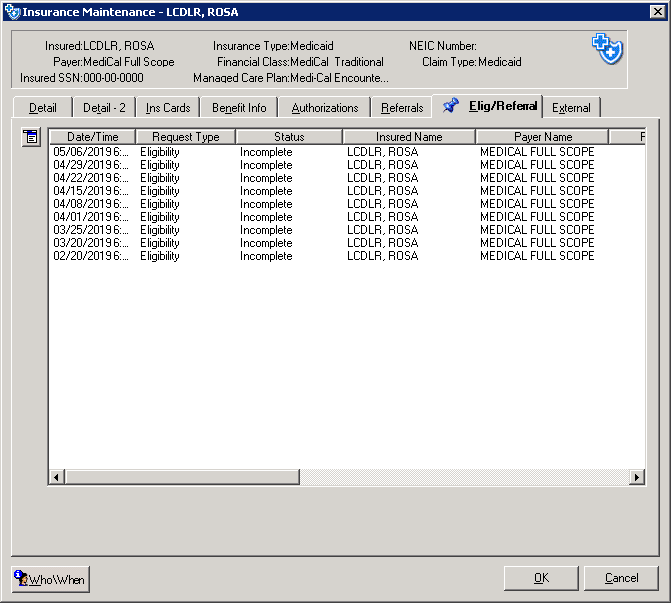 Insurance Maintenance - LCDLR, ROSA
Insured:LCDLR, ROSA Insurance Type:Medicaid NEIC Number:
Payer:MediCal Full Scope Financial Class:MediCal Traditional Claim Type:Medicaid
Insured SSN:000-00-0000 Managed Care Plan:Medi-Cal Encounte...
Detail Detail - 2 Ins Cards Benefit Info Authorizations Referrals Elig/Referral External
Date/Time Request Type Status Insured Name Payer Name F
05/06/2019 6:... Eligibility Incomplete LCDLR, ROSA MEDICAL FULL SCOPE
04/29/2019 6:... Eligibility Incomplete LCDLR, ROSA MEDICAL FULL SCOPE
04/22/2019 6:... Eligibility Incomplete LCDLR, ROSA MEDICAL FULL SCOPE
04/15/2019 6:... Eligibility Incomplete LCDLR, ROSA MEDICAL FULL SCOPE
04/08/2019 6:... Eligibility Incomplete LCDLR, ROSA MEDICAL FULL SCOPE
04/01/2019 6:... Eligibility Incomplete LCDLR, ROSA MEDICAL FULL SCOPE
03/25/2019 6:... Eligibility Incomplete LCDLR, ROSA MEDICAL FULL SCOPE
03/20/2019 6:... Eligibility Incomplete LCDLR, ROSA MEDICAL FULL SCOPE
02/20/2019 6:... Eligibility Incomplete LCDLR, ROSA MEDICAL FULL SCOPE
Who\When OK Cancel